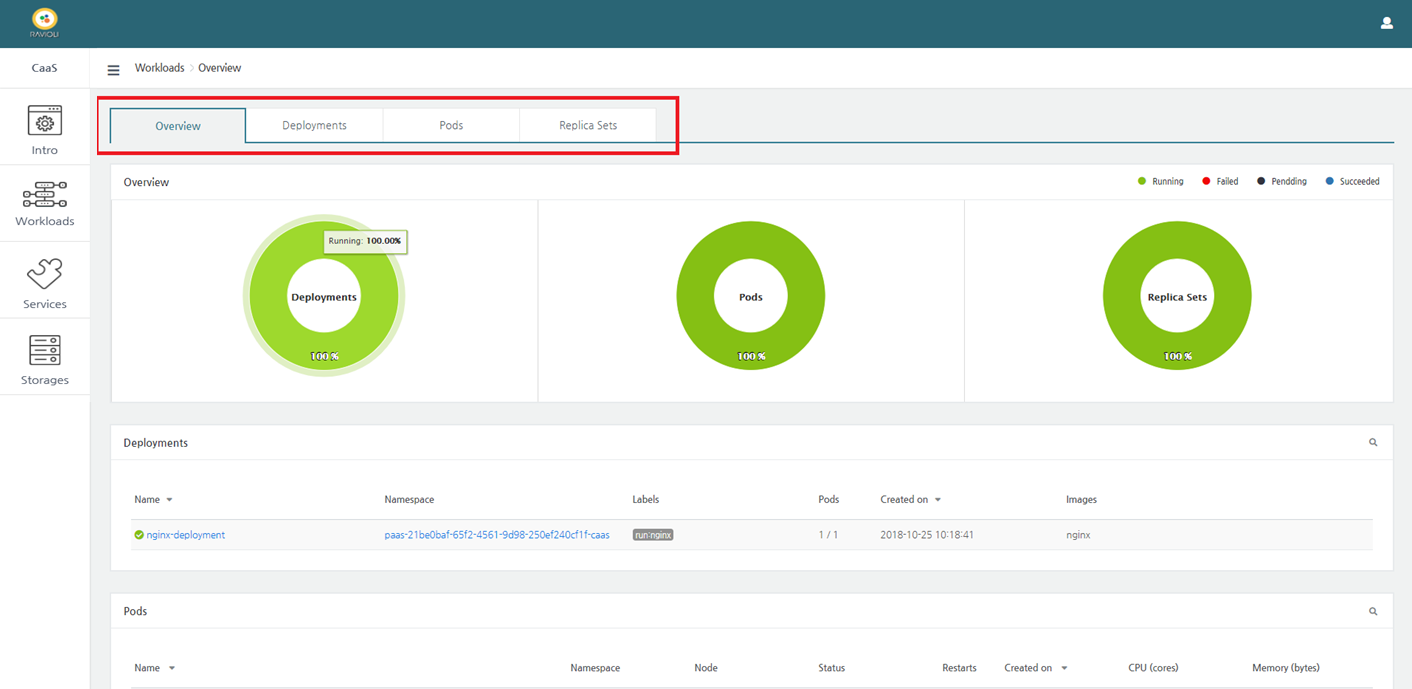 RAVIOLI
CaaS
Workloads > Overview
Intro
Workloads
Services
Storages
Overview Deployments Pods Replica Sets
Overview Running Failed Pendding Succeeded
Running: 100.00%
Deployments Pods Replica Sets
100 % 100 % 100 %
Deployments
Name Namespace Labels Pods Created on Images
nginx-deployment paas-21be0baf-65f2-4561-9d98-250ef240cf1f-caas run:nginx 1 / 1 2018-10-25 10:18:41 nginx
Pods
Name Namespace Node Status Restarts Created on CPU (cores) Memory (bytes)